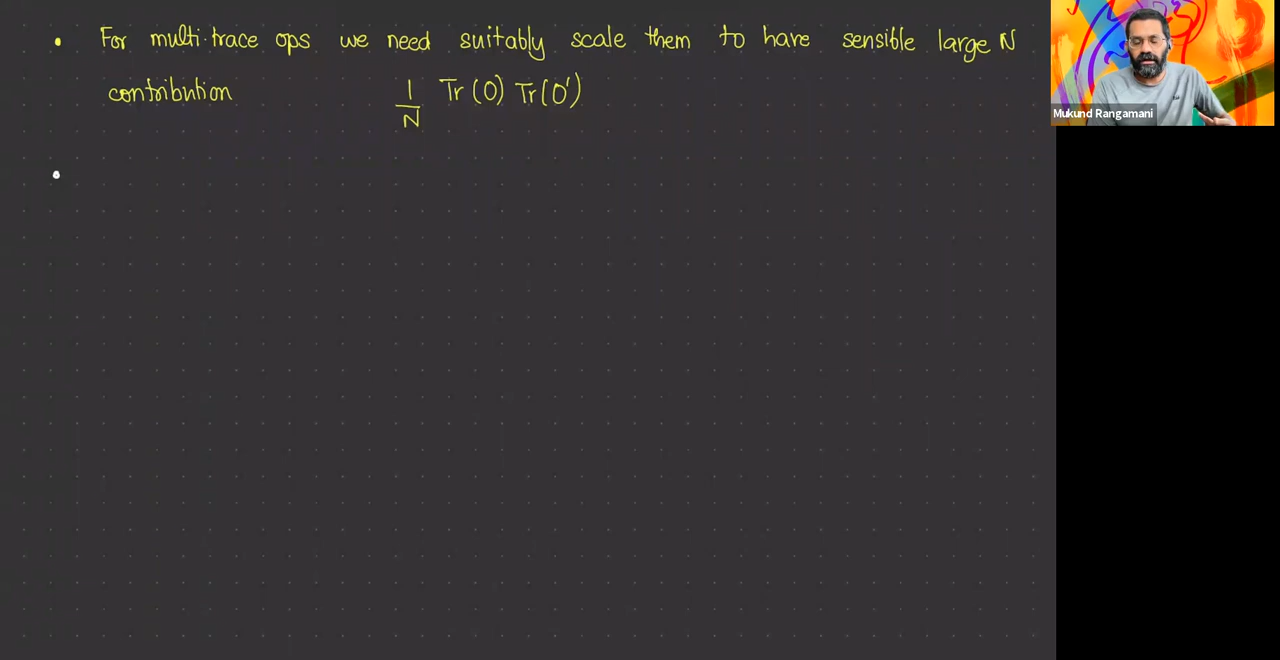 • For multi-trace ops we need suitably scale them to have sensible large N
contribution 1/N Tr (O) Tr (O')
•
Mukund Rangamani